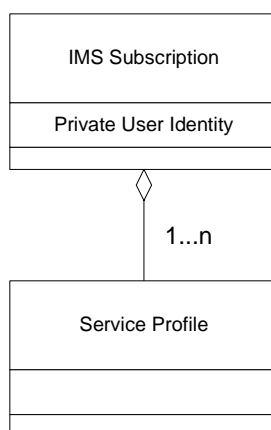 IMS Subscription
Private User Identity
1...n
Service Profile